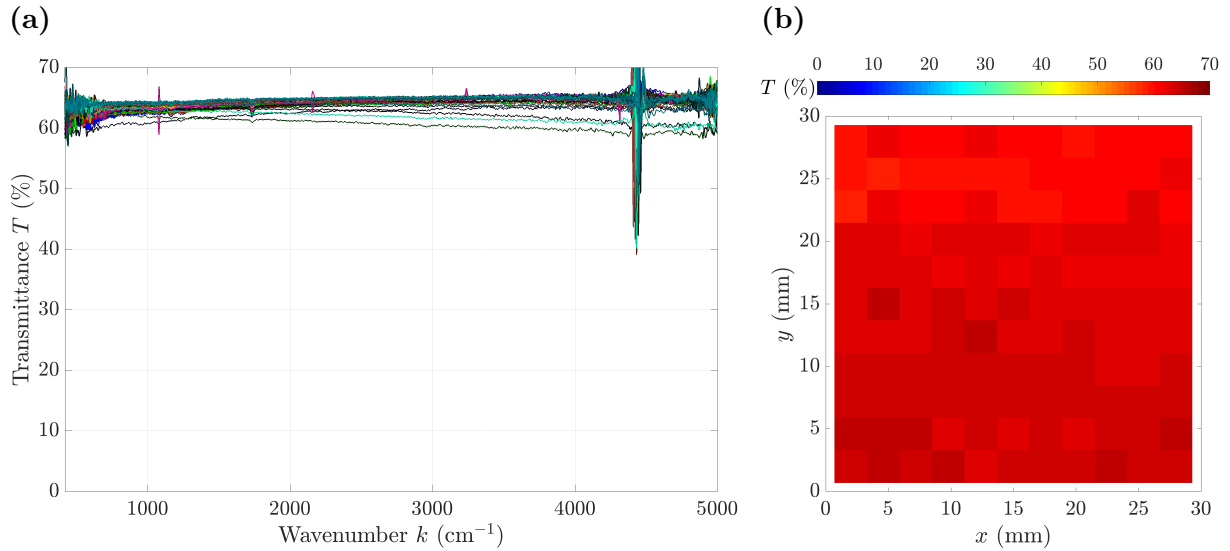 (a)
70
60
50
40
30
20
10
0
Transmittance T (%)
1000 2000 3000 4000 5000
Wavenumber k (cm⁻¹)
(b)
0 10 20 30 40 50 60 70
T (%)
30
25
20
15
10
5
0
y (mm)
0 5 10 15 20 25 30
x (mm)